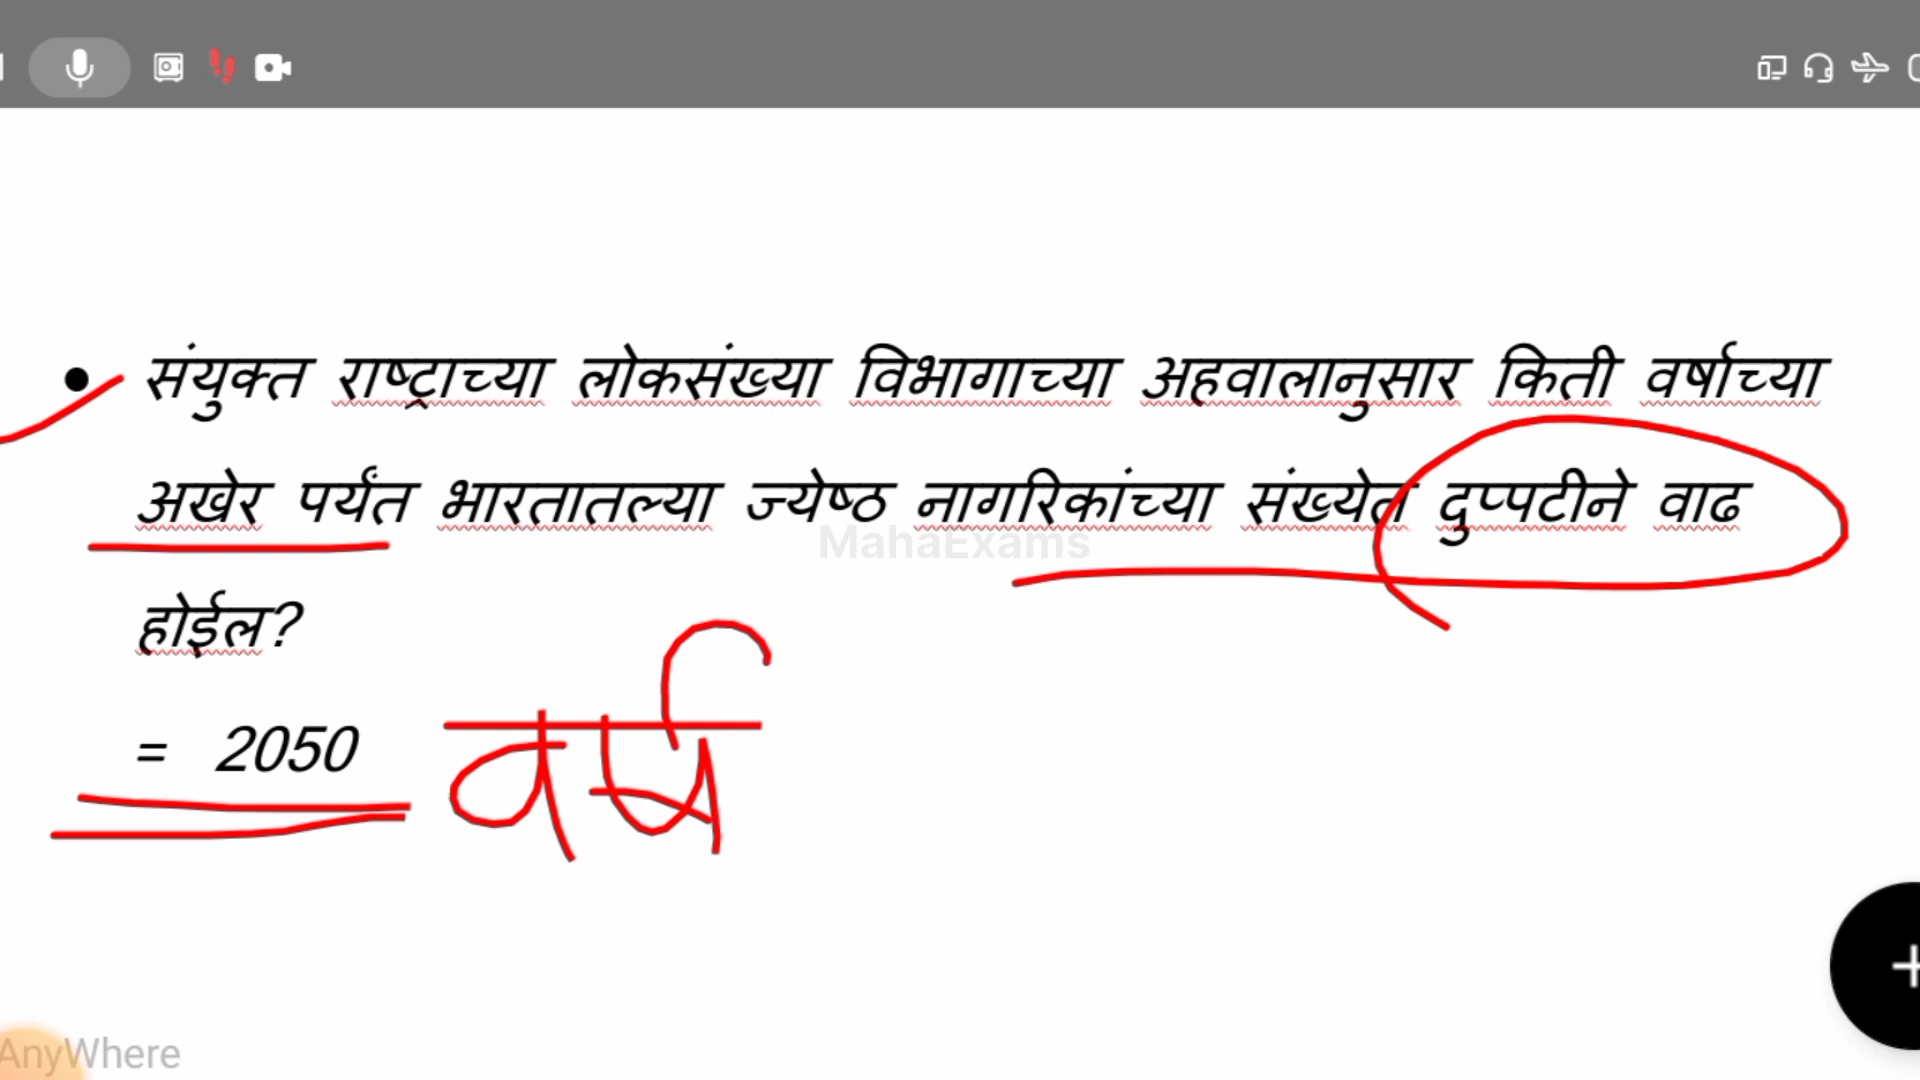 • संयुक्त राष्ट्राच्या लोकसंख्या विभागाच्या अहवालानुसार किती वर्षाच्या
अखेर पर्यंत भारतातल्या ज्येष्ठ नागरिकांच्या संख्येत दुप्पटीने वाढ
MahaExams
होईल?
= 2050 वर्ष
AnyWhere